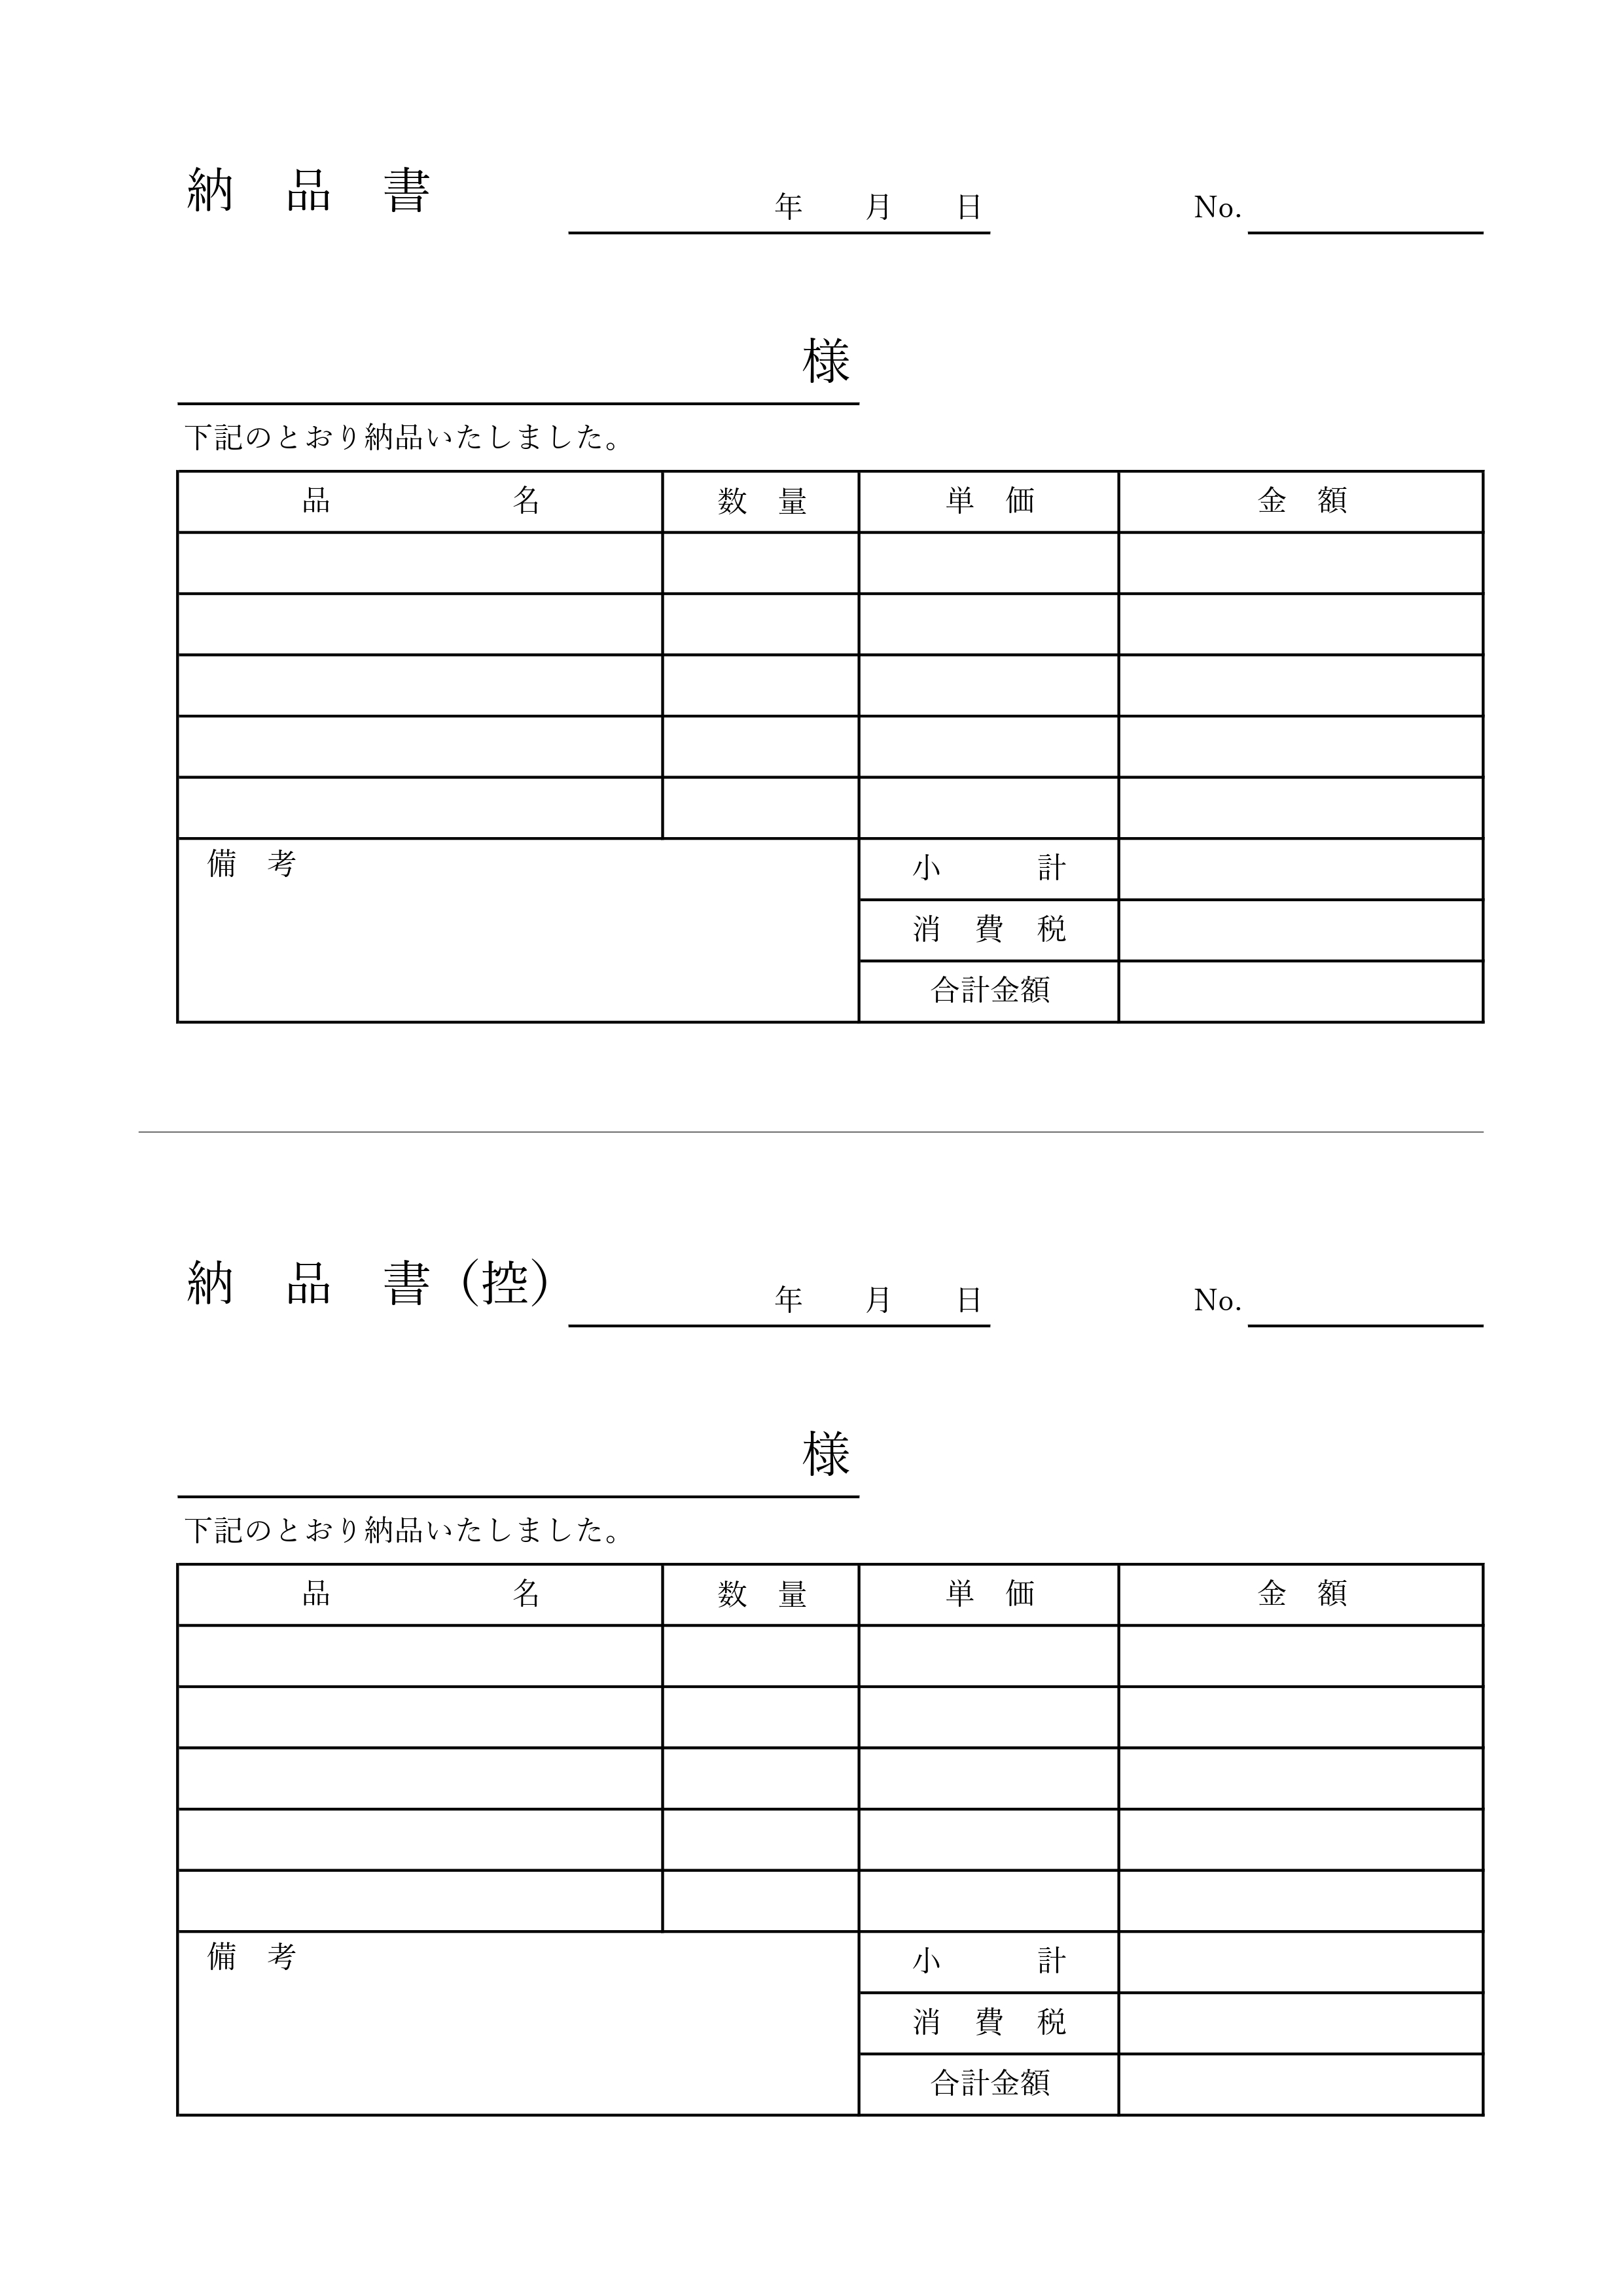 納　品　書　　　年　　月　　日　　　No.
様
下記のとおり納品いたしました。
品　　　名　　数　量　　単　価　　金　額
備　考　　小　　計
消　費　税
合計金額
納　品　書（控）　　　年　　月　　日　　　No.
様
下記のとおり納品いたしました。
品　　　名　　数　量　　単　価　　金　額
備　考　　小　　計
消　費　税
合計金額